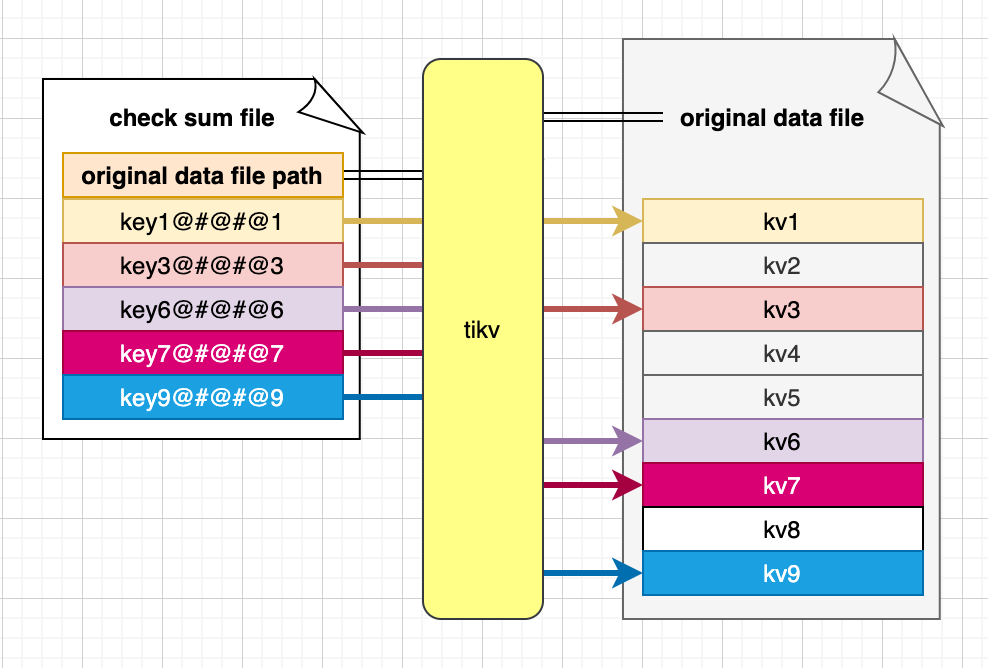 check sum file
original data file path
key1@#@#@1
key3@#@#@3
key6@#@#@6
key7@#@#@7
key9@#@#@9
tikv
original data file
kv1
kv2
kv3
kv4
kv5
kv6
kv7
kv8
kv9